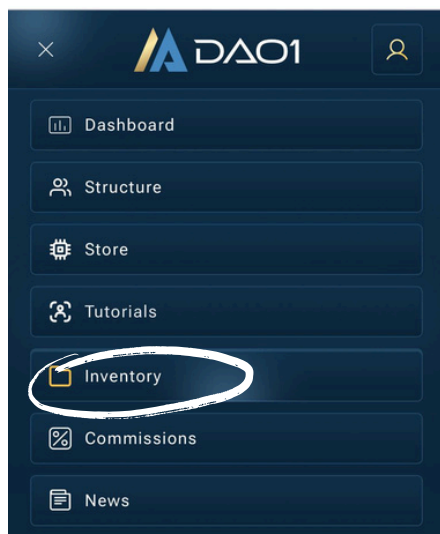 DAO1
Dashboard
Structure
Store
Tutorials
Inventory
Commissions
News